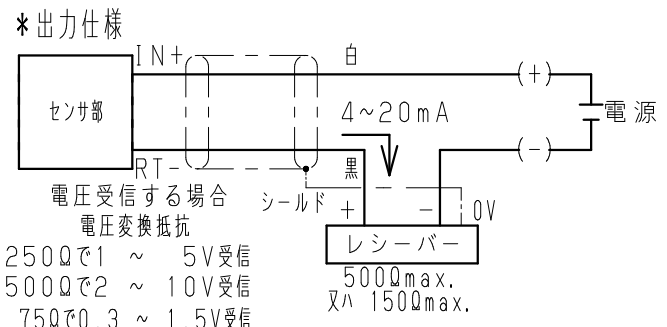 *出力仕様
IN+
白
(+)
センサ部
4~20mA
電源
(-)
RT-
黒
電圧受信する場合
シールド
+
-
0V
電圧変換抵抗
レシーバー
250Ωで1 ~ 5V受信
500Ωmax.
500Ωで2 ~ 10V受信
又ハ 150Ωmax.
75Ωで0.3 ~ 1.5V受信